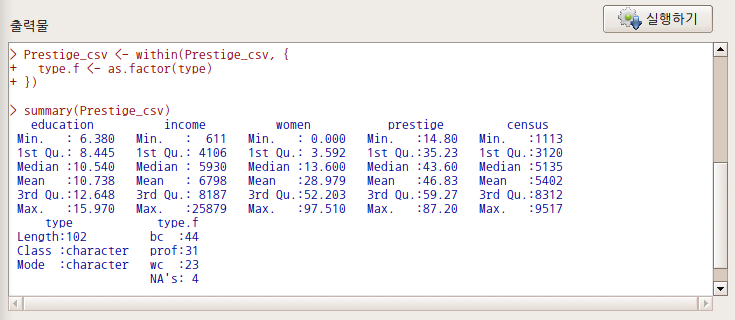 출력물
실행하기
> Prestige_csv <- within(Prestige_csv, {
+   type.f <- as.factor(type)
+ })
> summary(Prestige_csv)
   education          income          women           prestige         census
 Min.   : 6.380   Min.   :  611   Min.   : 0.000   Min.   :14.80   Min.   :1113
 1st Qu.: 8.445   1st Qu.: 4106   1st Qu.: 3.592   1st Qu.:35.23   1st Qu.:3120
 Median :10.540   Median : 5930   Median :13.600   Median :43.60   Median :5135
 Mean   :10.738   Mean   : 6798   Mean   :28.979   Mean   :46.83   Mean   :5402
 3rd Qu.:12.648   3rd Qu.: 8187   3rd Qu.:52.203   3rd Qu.:59.27   3rd Qu.:8312
 Max.   :15.970   Max.   :25879   Max.   :97.510   Max.   :87.20   Max.   :9517
     type            type.f
 Length:102         bc  :44
 Class :character   prof:31
 Mode  :character   wc  :23
                    NA's: 4